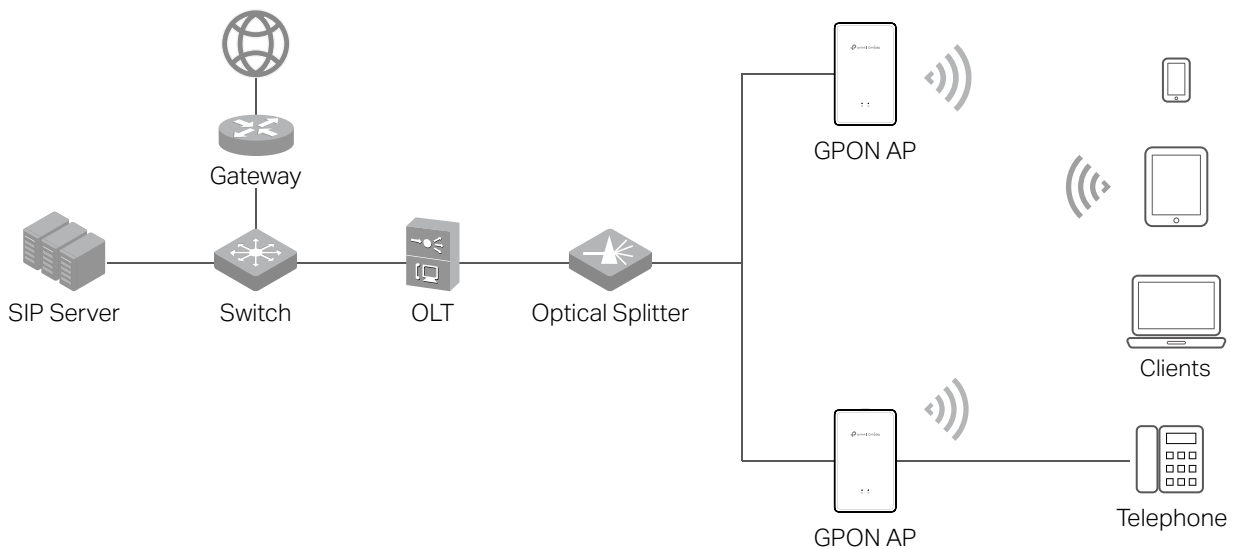 GPON AP
Gateway
SIP Server
Switch
OLT
Optical Splitter
Clients
GPON AP
Telephone